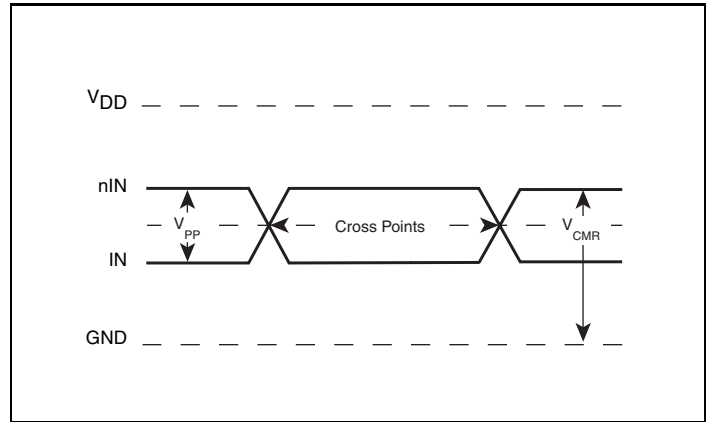 VDD
nIN
VPP
Cross Points
VCMR
IN
GND